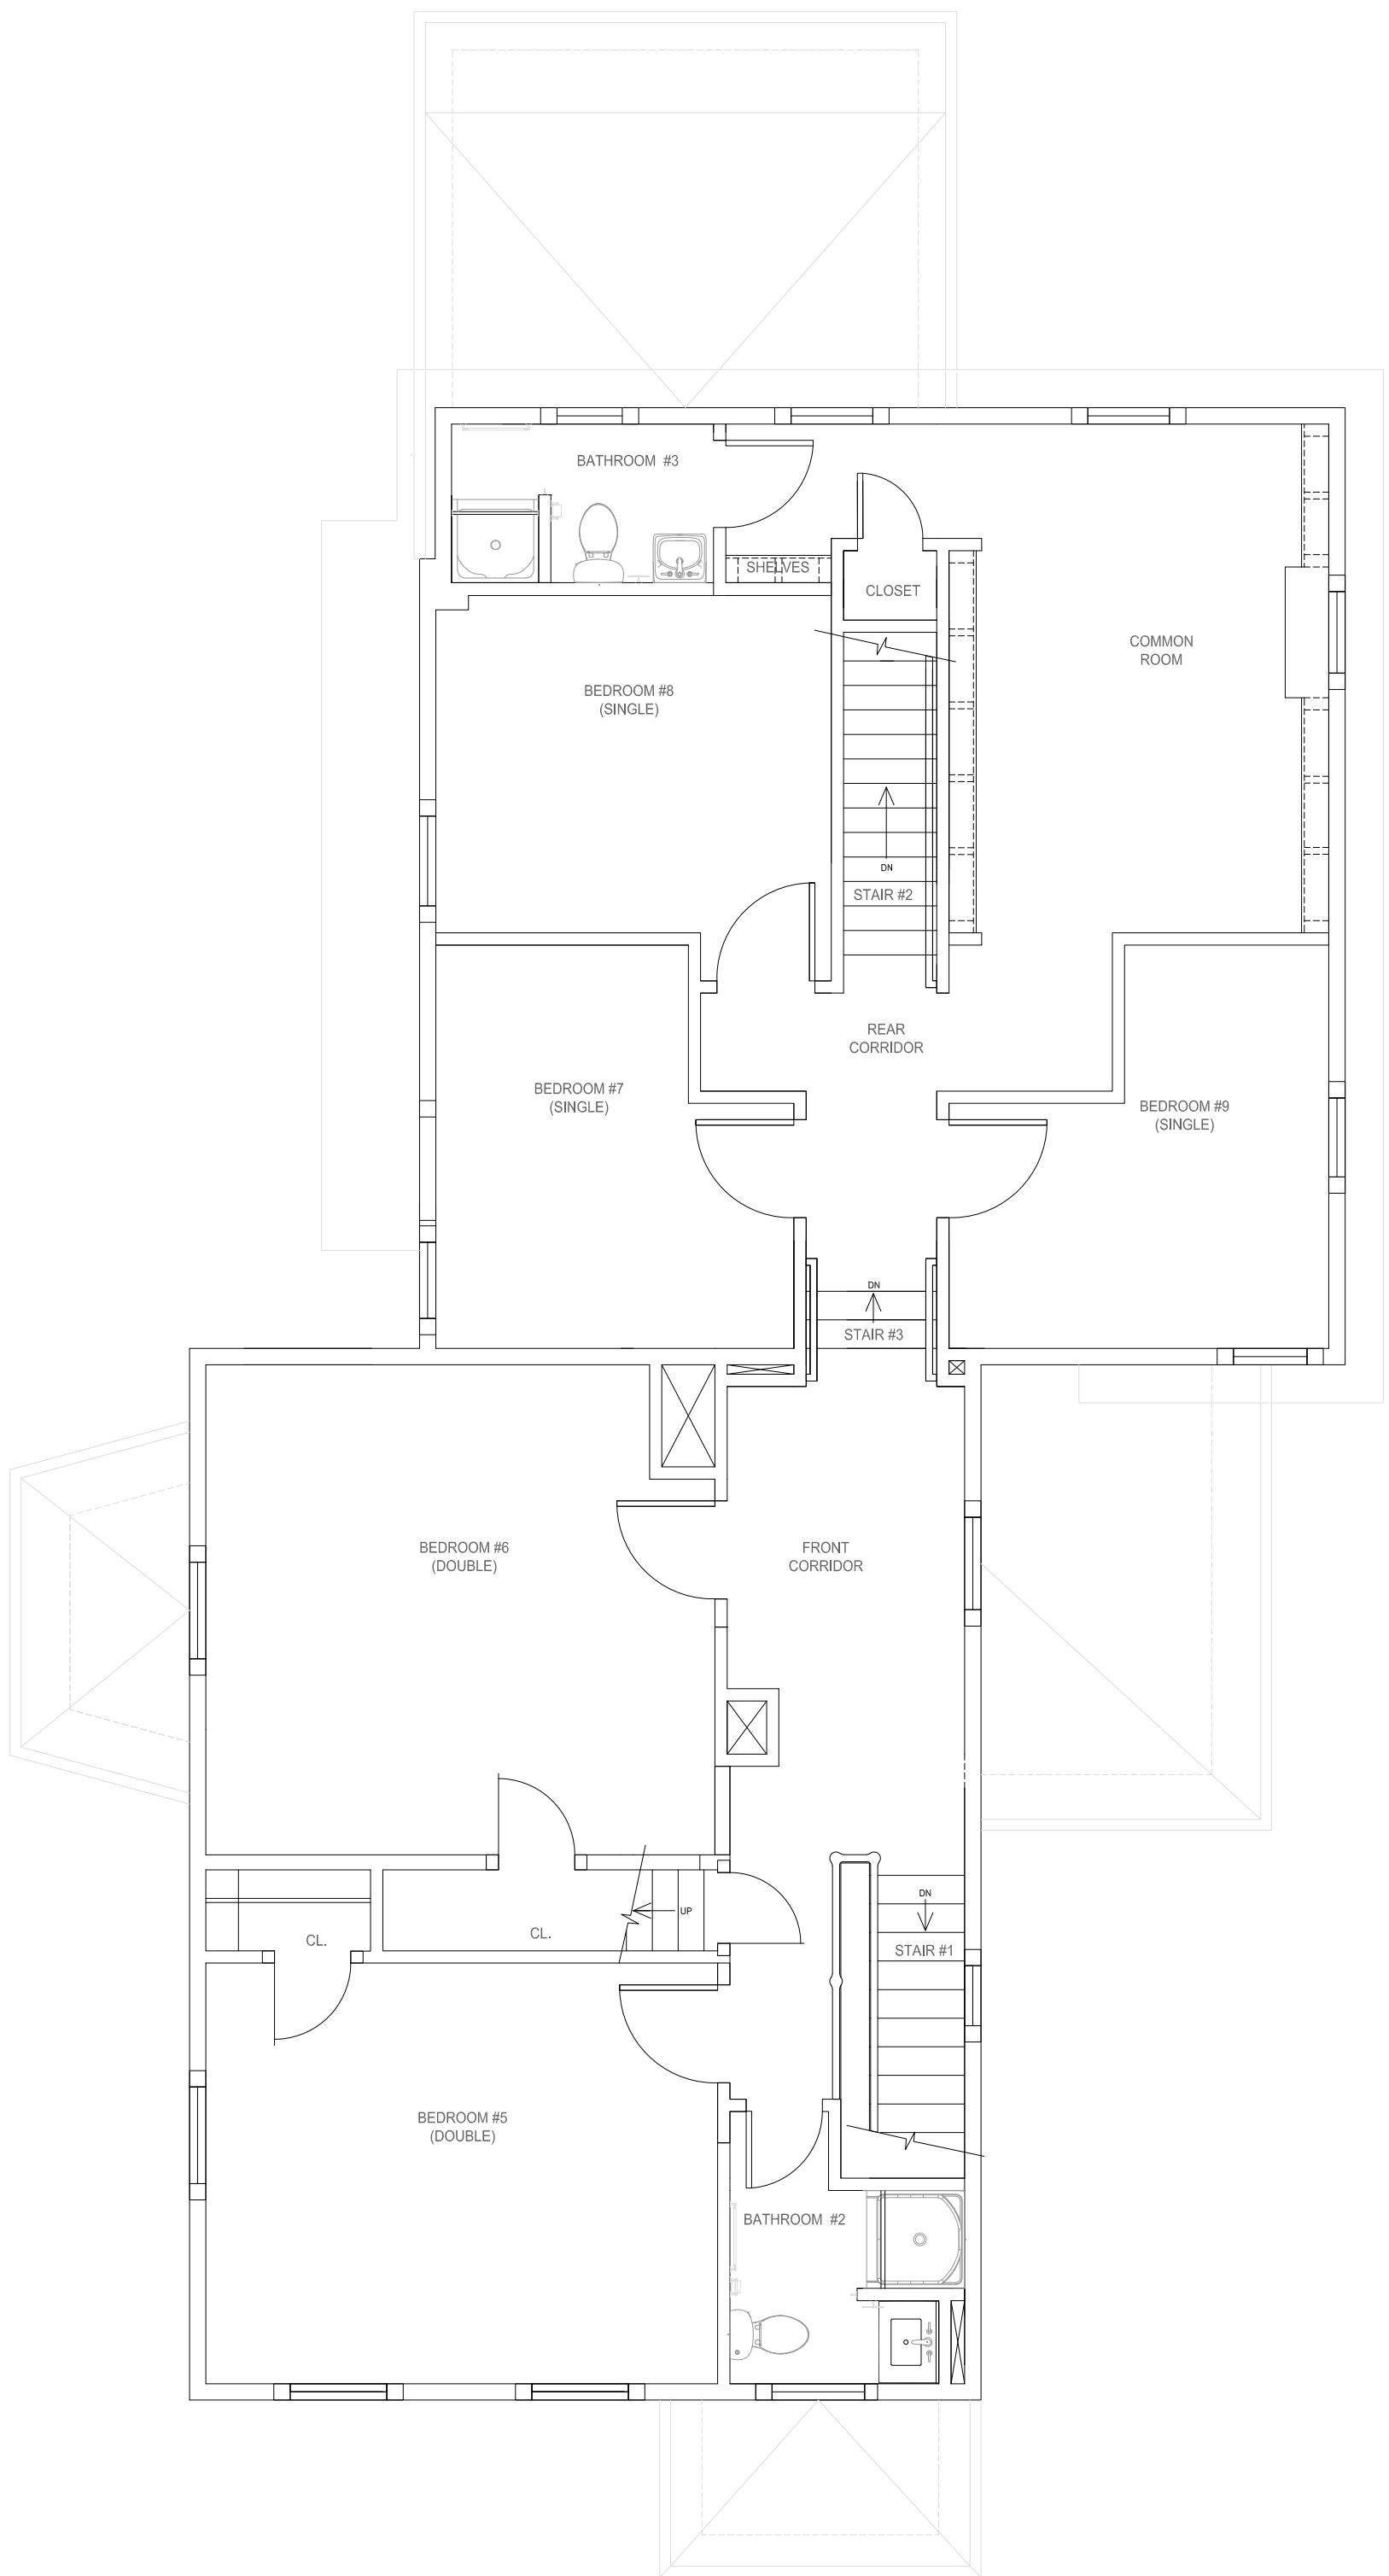 BATHROOM #3
SHELVES
CLOSET
COMMON
ROOM
BEDROOM #8
(SINGLE)
DN
STAIR #2
REAR
CORRIDOR
BEDROOM #7
(SINGLE)
BEDROOM #9
(SINGLE)
DN
STAIR #3
BEDROOM #6
(DOUBLE)
FRONT
CORRIDOR
DN
UP
CL.
CL.
STAIR #1
BEDROOM #5
(DOUBLE)
BATHROOM #2